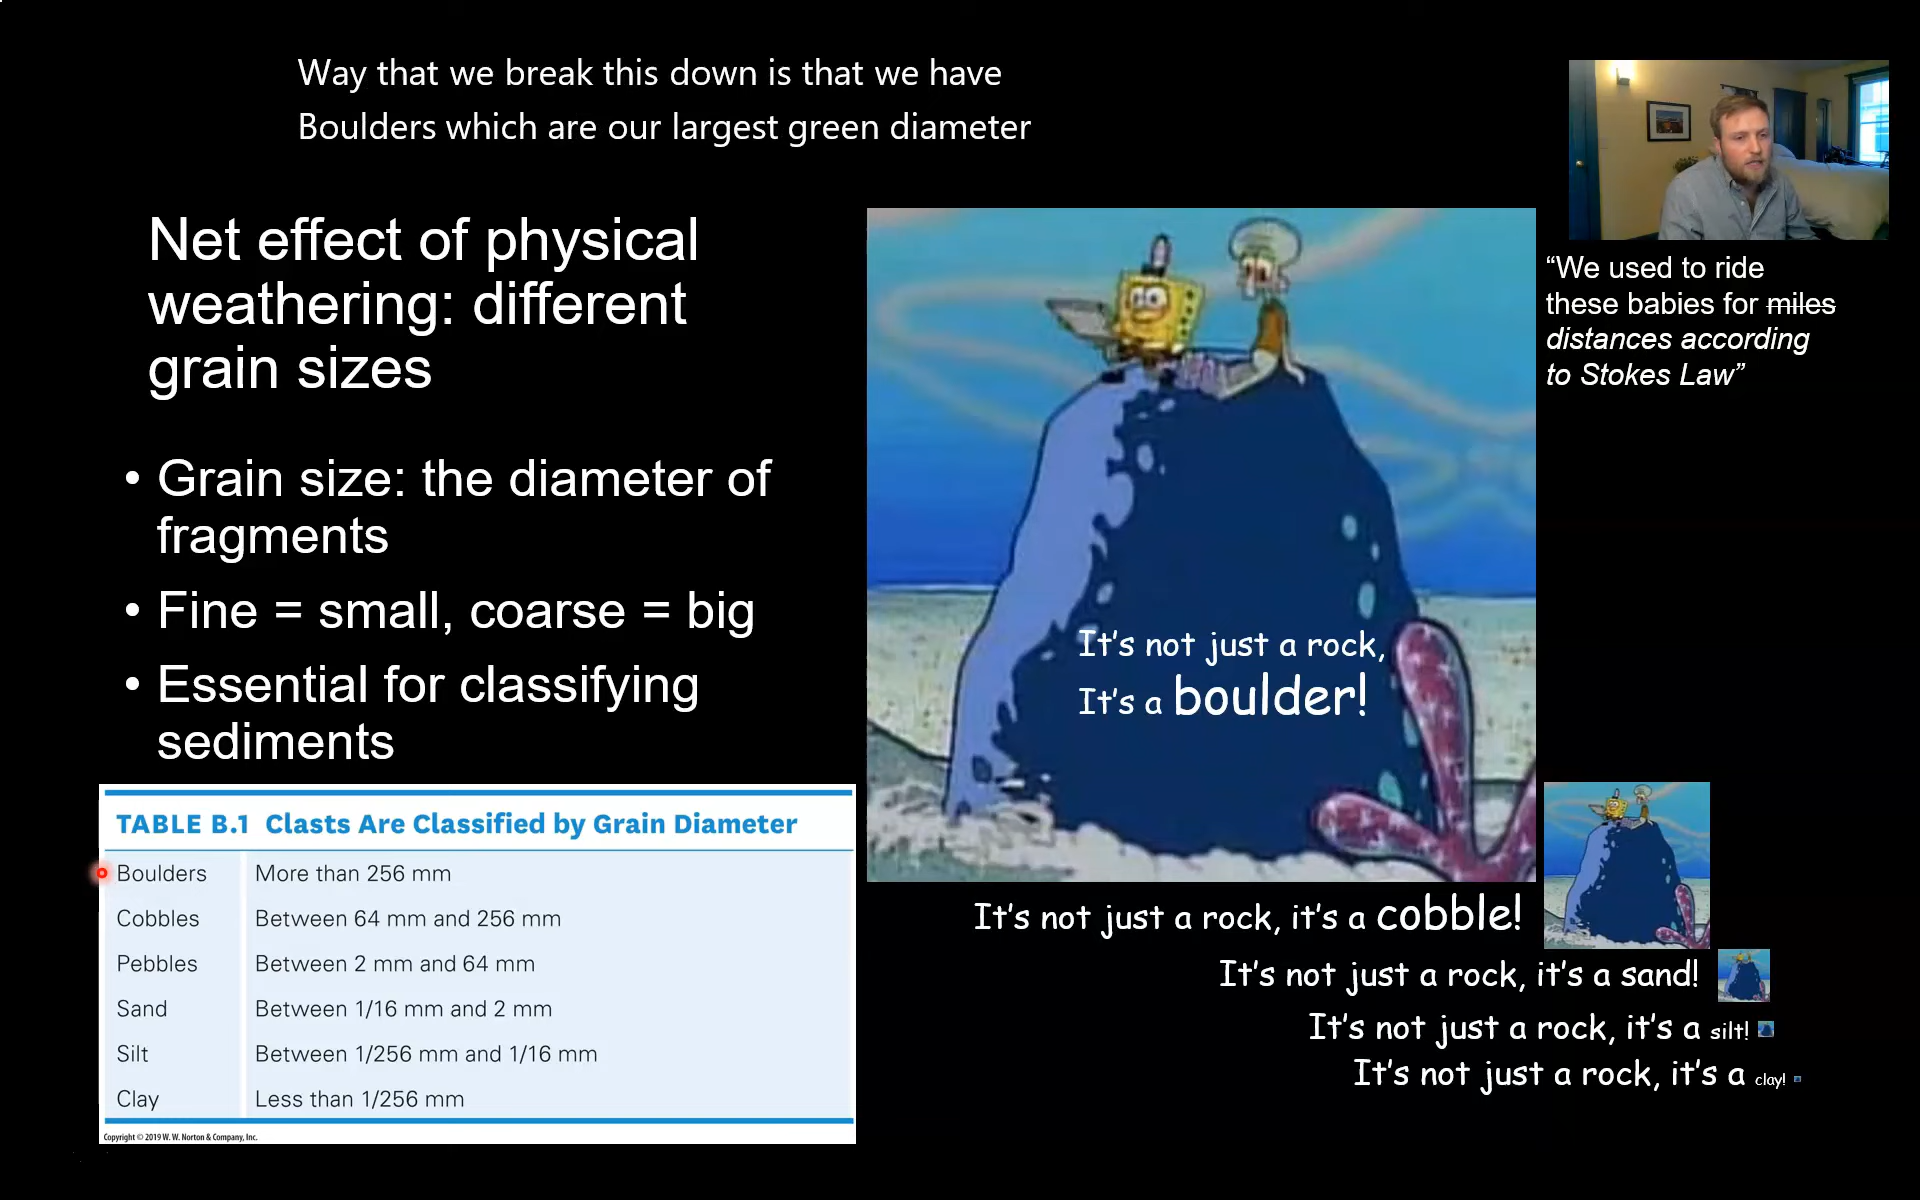 Way that we break this down is that we have
Boulders which are our largest green diameter
Net effect of physical
weathering: different
grain sizes
• Grain size: the diameter of
fragments
• Fine = small, coarse = big
• Essential for classifying
sediments
TABLE B.1 Clasts Are Classified by Grain Diameter
Boulders More than 256 mm
Cobbles Between 64 mm and 256 mm
Pebbles Between 2 mm and 64 mm
Sand Between 1/16 mm and 2 mm
Silt Between 1/256 mm and 1/16 mm
Clay Less than 1/256 mm
Copyright © 2019 W. W. Norton & Company, Inc.
It's not just a rock,
It's a boulder!
“We used to ride
these babies for miles
distances according
to Stokes Law”
It's not just a rock, it's a cobble!
It's not just a rock, it's a sand!
It's not just a rock, it's a silt!
It's not just a rock, it's a clay!